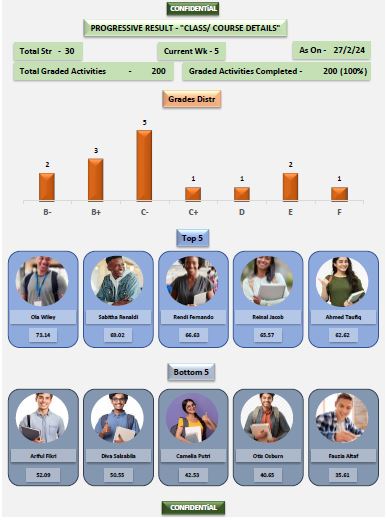 CONFIDENTIAL
PROGRESSIVE RESULT - "CLASS/ COURSE DETAILS"
Total Str - 30 Current Wk - 5 As On - 27/2/24
Total Graded Activities - 200 Graded Activities Completed - 200 (100%)
Grades Distr
2 3 5 1 1 2 1
B- B+ C- C+ D E F
Top 5
Ola Wiley Sabitha Renaldi Rendi Fernando Reinal Jacob Ahmed Taufiq
73.14 69.02 66.63 65.57 62.62
Bottom 5
Ariful Fikri Diva Salsabila Camelia Putri Otis Osburn Fauzia Altaf
52.09 50.55 42.53 40.65 35.61
CONFIDENTIAL